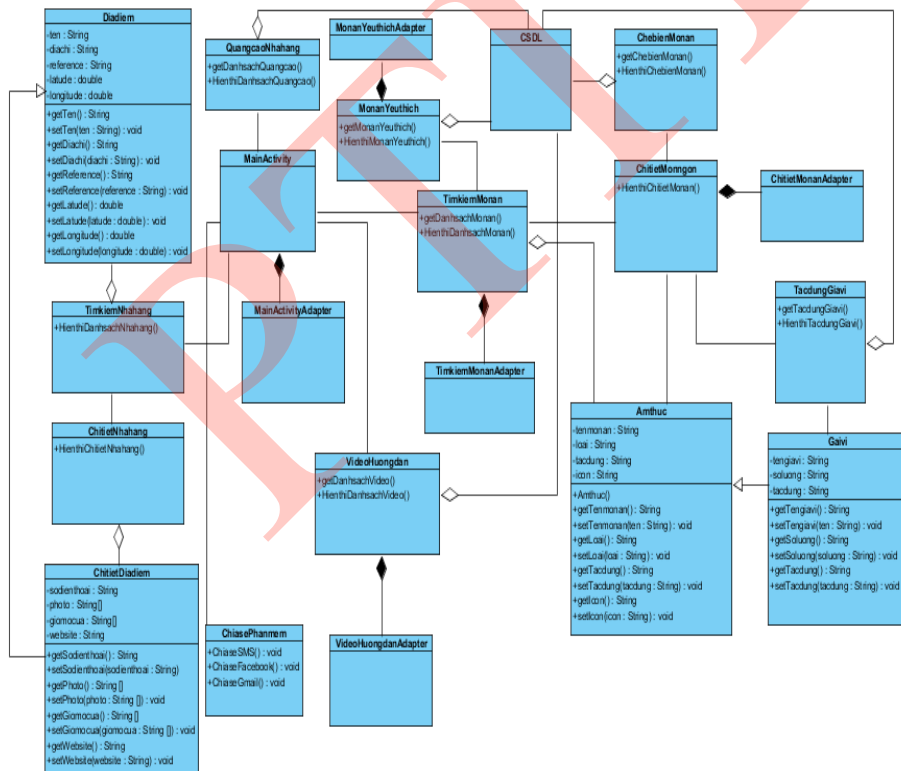 Diadiem
-ten : String
-diachi : String
-reference : String
-latude : double
-longitude : double
+getTen() : String
+setTen(ten : String) : void
+getDiachi() : String
+setDiachi(diachi : String) : void
+getReference() : String
+setReference(reference : String) : void
+getLatude() : double
+setLatude(latude : double) : void
+getLongitude() : double
+setLongitude(longitude : double) : void
QuangcaoNhahang
+getDanhsachQuangcao()
+HienthiDanhsachQuangcao()
MonanYeuthichAdapter
CSDL
ChebienMonan
+getChebienMonan()
+HienthiChebienMonan()
MonanYeuthich
+getMonanYeuthich()
+HienthiMonanYeuthich()
MainActivity
TimkiemMonan
+getDanhsachMonan()
+HienthiDanhsachMonan()
ChitietMonngon
+HienthiChitietMonan()
ChitietMonanAdapter
TimkiemNhahang
+HienthiDanhsachNhahang()
MainActivityAdapter
TimkiemMonanAdapter
TacdungGiavi
+getTacdungGiavi()
+HienthiTacdungGiavi()
ChitietNhahang
+HienthiChitietNhahang()
VideoHuongdan
+getDanhsachVideo()
+HienthiDanhsachVideo()
Amthuc
-tenmonan : String
-loai : String
-tacdung : String
-icon : String
+Amthuc()
+getTenmonan() : String
+setTenmonan(ten : String) : void
+getLoai() : String
+setLoai(loai : String) : void
+getTacdung() : String
+setTacdung(tacdung : String) : void
+getIcon() : String
+setIcon(icon : String) : void
Gaivi
-tengiavi : String
-soluong : String
-tacdung : String
+getTengiavi() : String
+setTengiavi(ten : String) : void
+getSoluong() : String
+setSoluong(soluong : String) : void
+getTacdung() : String
+setTacdung(tacdung : String) : void
ChitietDiadiem
-sodienthoai : String
-photo : String[]
-giomocua : String[]
-website : String
+getSodienthoai() : String
+setSodienthoai(sodienthoai : String)
+getPhoto() : String []
+setPhoto(photo : String []) : void
+getGiomocua() : String []
+setGiomocua(giomocua : String []) : void
+getWebsite() : String
+setWebsite(website : String) : void
ChiasePhanmem
+ChiaseSMS() : void
+ChiaseFacebook() : void
+ChiaseGmail() : void
VideoHuongdanAdapter